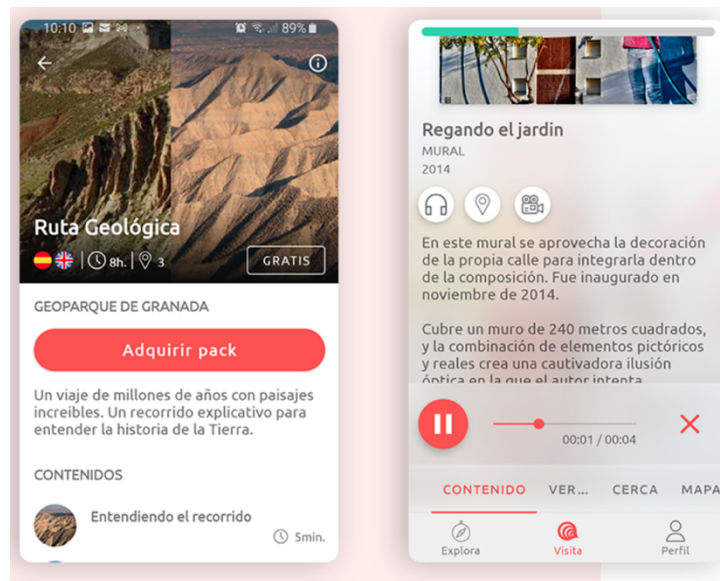 10:10
89%
Ruta Geológica
8h.
3
GRATIS
GEOPARQUE DE GRANADA
Adquirir pack
Un viaje de millones de años con paisajes
increibles. Un recorrido explicativo para
entender la historia de la Tierra.
CONTENIDOS
Entendiendo el recorrido
5min.
Regando el jardin
MURAL
2014
En este mural se aprovecha la decoración
de la propia calle para integrarla dentro
de la composición. Fue inaugurado en
noviembre de 2014.
Cubre un muro de 240 metros cuadrados,
y la combinación de elementos pictóricos
y reales crea una cautivadora ilusión
óptica en la que el autor intenta
00:01 / 00:04
CONTENIDO VER... CERCA MAPA
Explora Visita Perfil